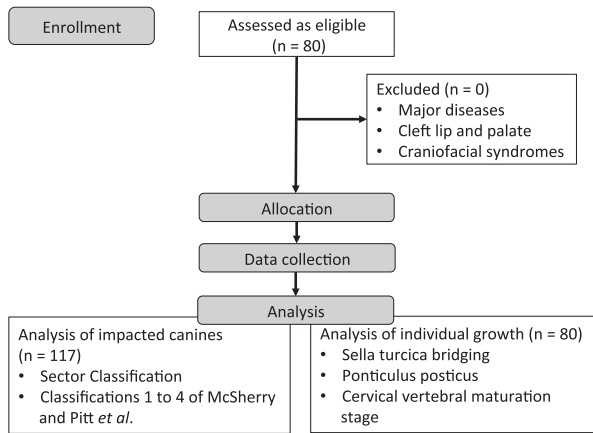 Enrollment
Assessed as eligible
(n = 80)
Excluded (n = 0)
• Major diseases
• Cleft lip and palate
• Craniofacial syndromes
Allocation
Data collection
Analysis
Analysis of impacted canines
(n = 117)
• Sector Classification
• Classifications 1 to 4 of McSherry
and Pitt et al.
Analysis of individual growth (n = 80)
• Sella turcica bridging
• Ponticulus posticus
• Cervical vertebral maturation
stage